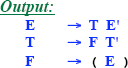 Output:
E → T E'
T → F T'
F → ( E )